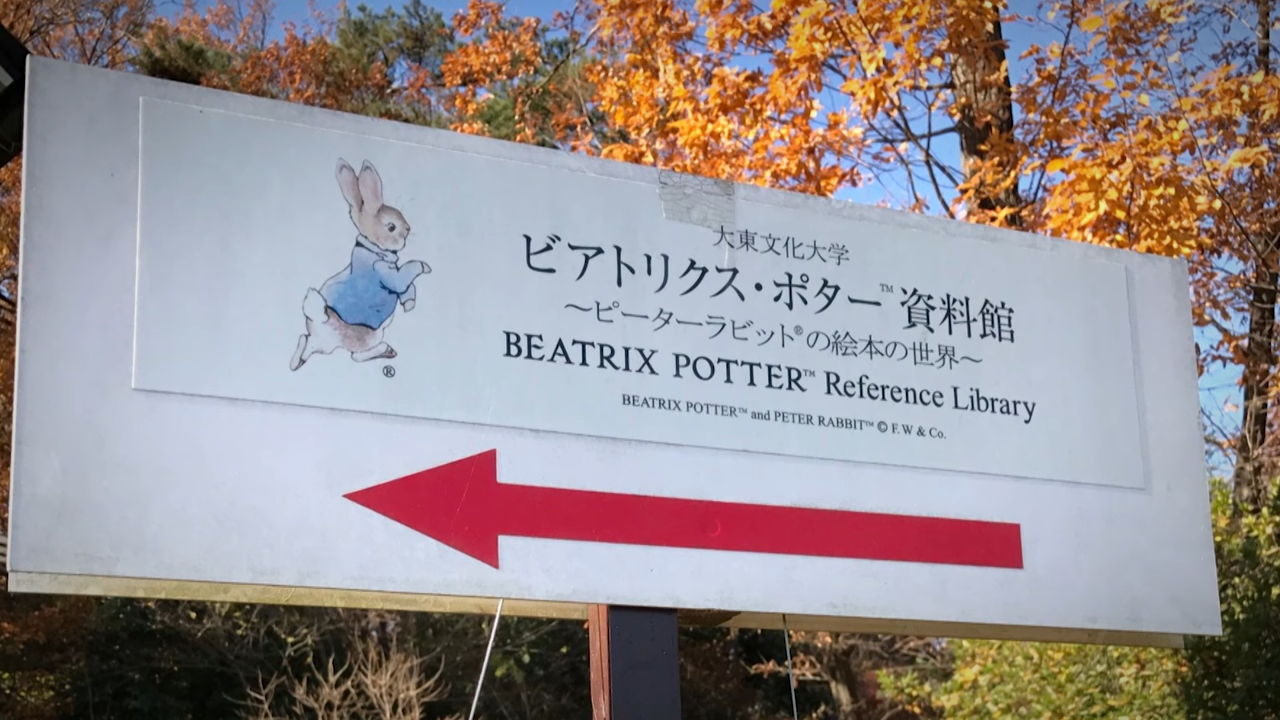 大東文化大学
ビアトリクス・ポター™資料館
～ピーターラビット®の絵本の世界～
BEATRIX POTTER™ Reference Library
BEATRIX POTTER™ and PETER RABBIT™ © F. W & Co.
®